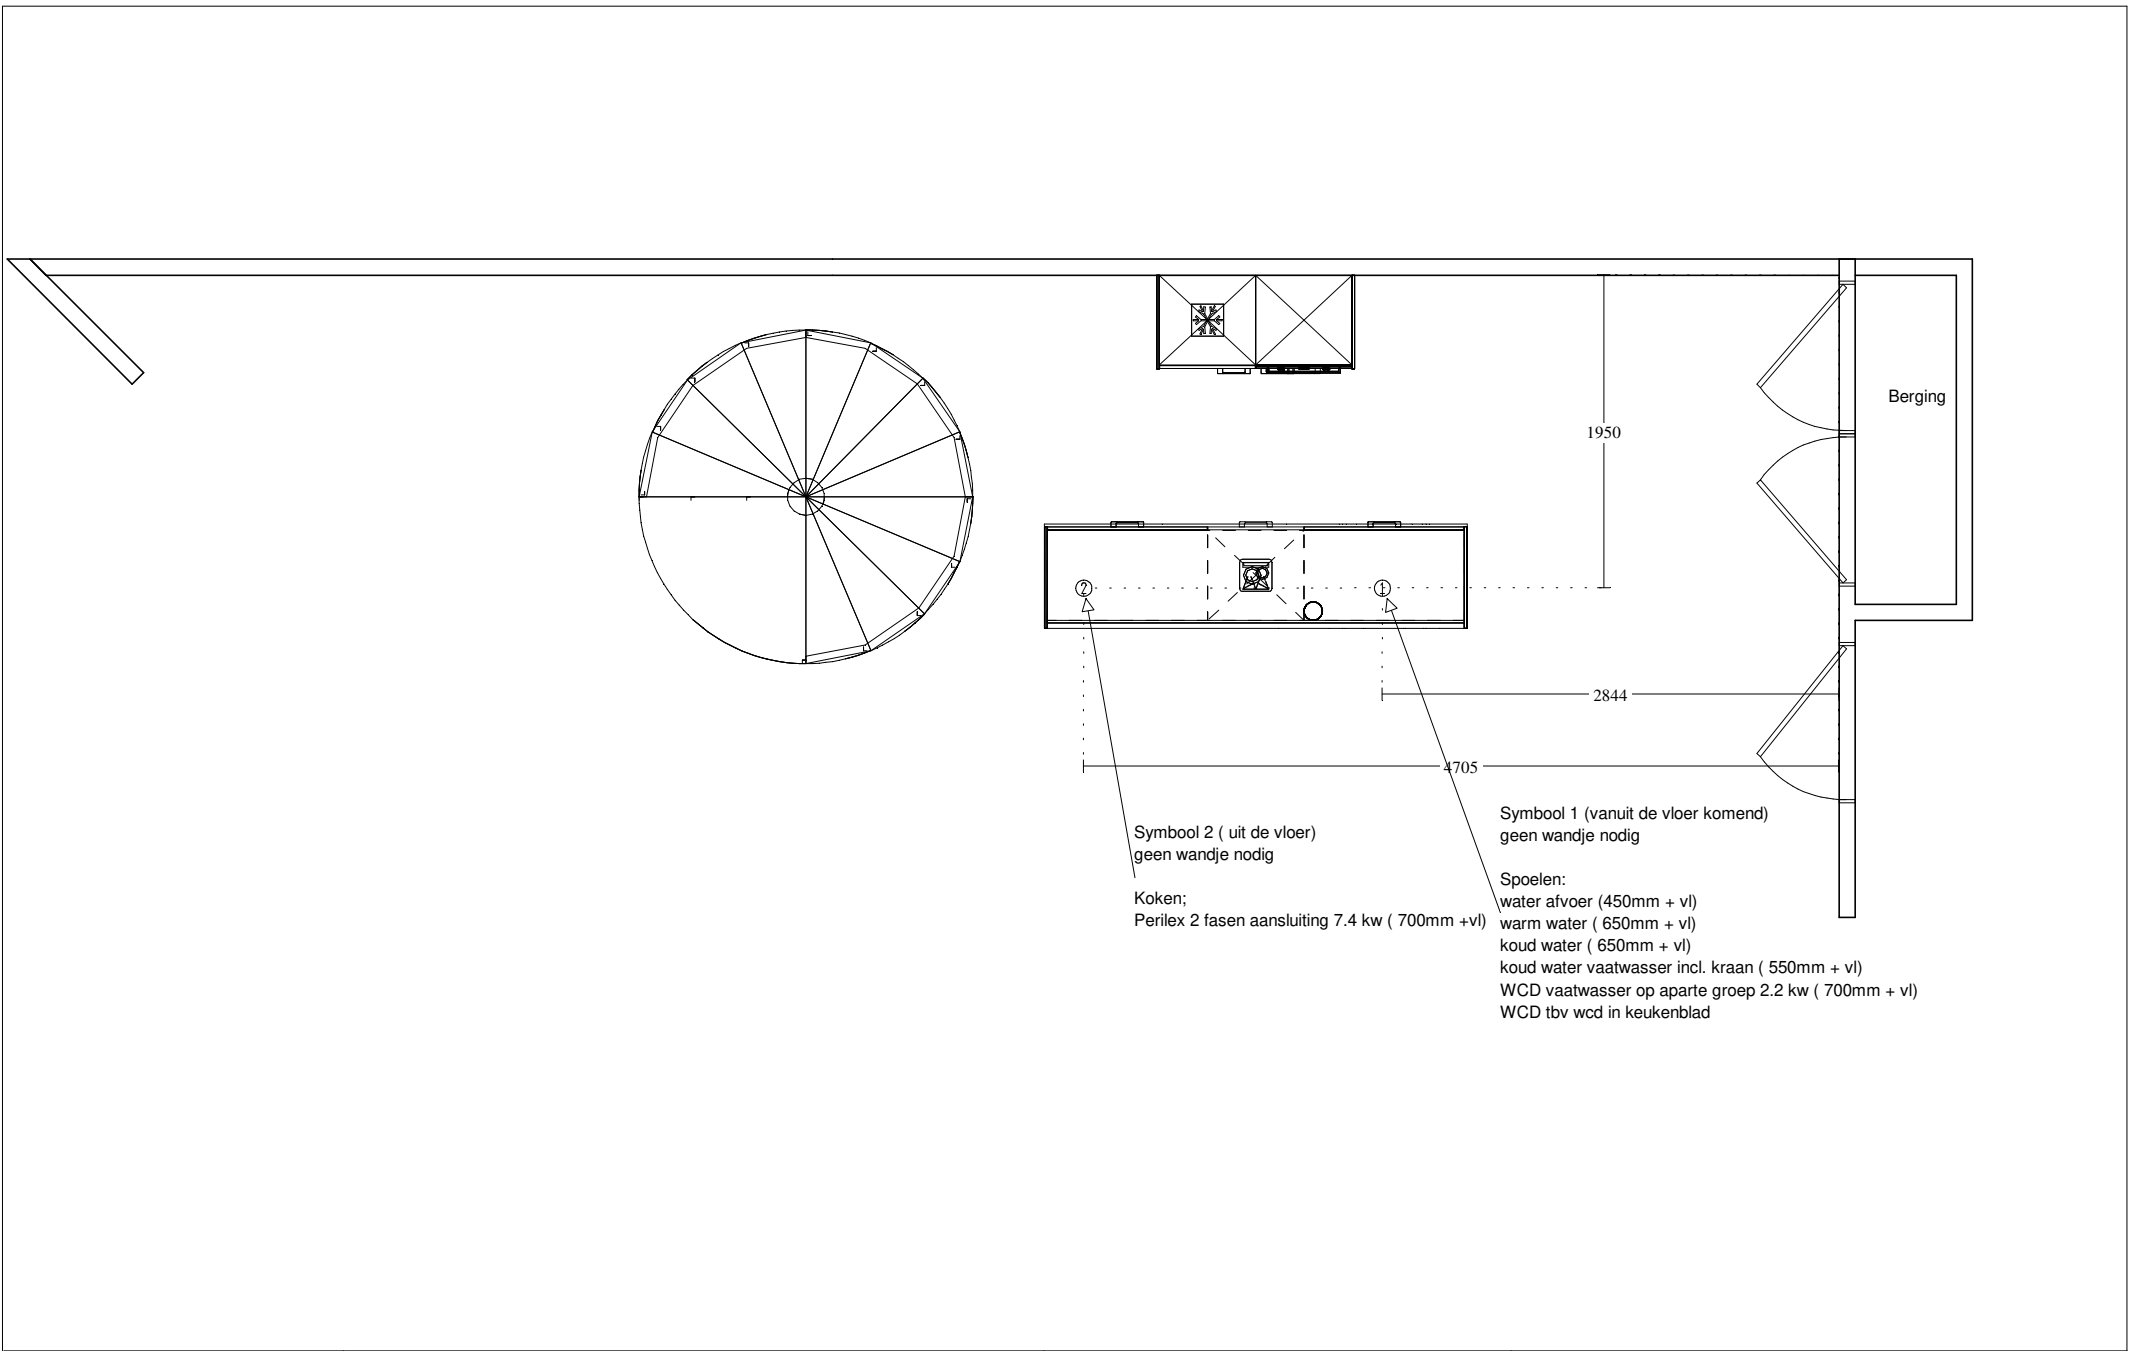 Berging
1950
2
1
2844
4705
Symbool 2 ( uit de vloer)
geen wandje nodig
Koken;
Perilex 2 fasen aansluiting 7.4 kw ( 700mm +vl)
Symbool 1 (vanuit de vloer komend)
geen wandje nodig
Spoelen:
water afvoer (450mm + vl)
warm water ( 650mm + vl)
koud water ( 650mm + vl)
koud water vaatwasser incl. kraan ( 550mm + vl)
WCD vaatwasser op aparte groep 2.2 kw ( 700mm + vl)
WCD tbv wcd in keukenblad